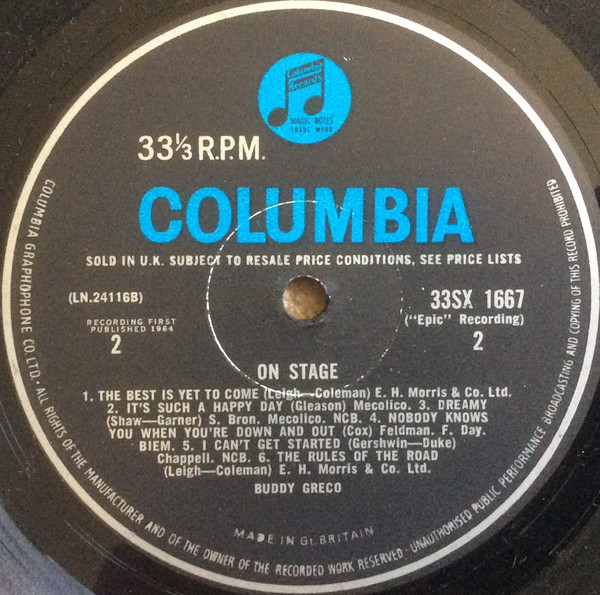 Columbia
Records
MAGIC NOTES
TRADE MARK
33⅓ R.P.M.
COLUMBIA
SOLD IN U.K. SUBJECT TO RESALE PRICE CONDITIONS, SEE PRICE LISTS
(LN.24116B)
33SX 1667
RECORDING FIRST
PUBLISHED 1964
("Epic" Recording)
2
2
ON STAGE
1. THE BEST IS YET TO COME (Leigh—Coleman) E. H. Morris & Co. Ltd.
2. IT'S SUCH A HAPPY DAY (Gleason) Mecolico. 3. DREAMY
(Shaw—Garner) S. Bron. Mecolico. NCB. 4. NOBODY KNOWS
YOU WHEN YOU'RE DOWN AND OUT (Cox) Feldman. F. Day.
BIEM. 5. I CAN'T GET STARTED (Gershwin—Duke)
Chappell. NCB. 6. THE RULES OF THE ROAD
(Leigh—Coleman) E. H. Morris & Co. Ltd.
BUDDY GRECO
MADE IN Gt. BRITAIN
COLUMBIA GRAPHOPHONE CO. LTD. · ALL RIGHTS OF THE MANUFACTURER AND OF THE OWNER OF THE RECORDED WORK RESERVED · UNAUTHORISED PUBLIC PERFORMANCE BROADCASTING AND COPYING OF THIS RECORD PROHIBITED